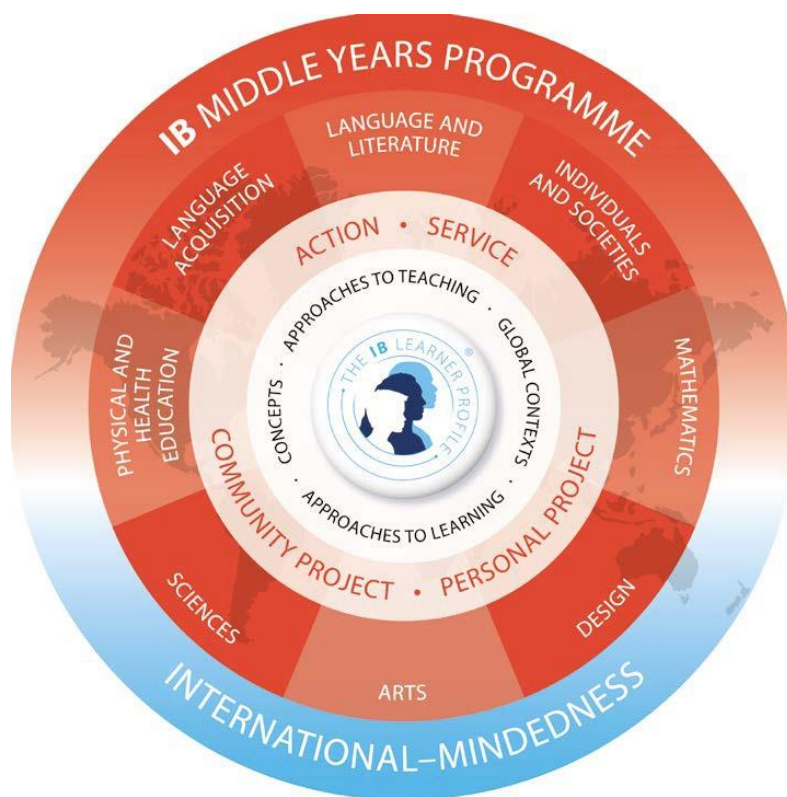 IB MIDDLE YEARS PROGRAMME
LANGUAGE AND
LITERATURE
LANGUAGE
ACQUISITION
INDIVIDUALS
AND SOCIETIES
PHYSICAL AND
HEALTH
EDUCATION
MATHEMATICS
SCIENCES
ARTS
DESIGN
ACTION • SERVICE
COMMUNITY PROJECT • PERSONAL PROJECT
APPROACHES TO TEACHING · GLOBAL CONTEXTS ·
CONCEPTS · APPROACHES TO LEARNING ·
• THE IB LEARNER PROFILE •
®
INTERNATIONAL–MINDEDNESS